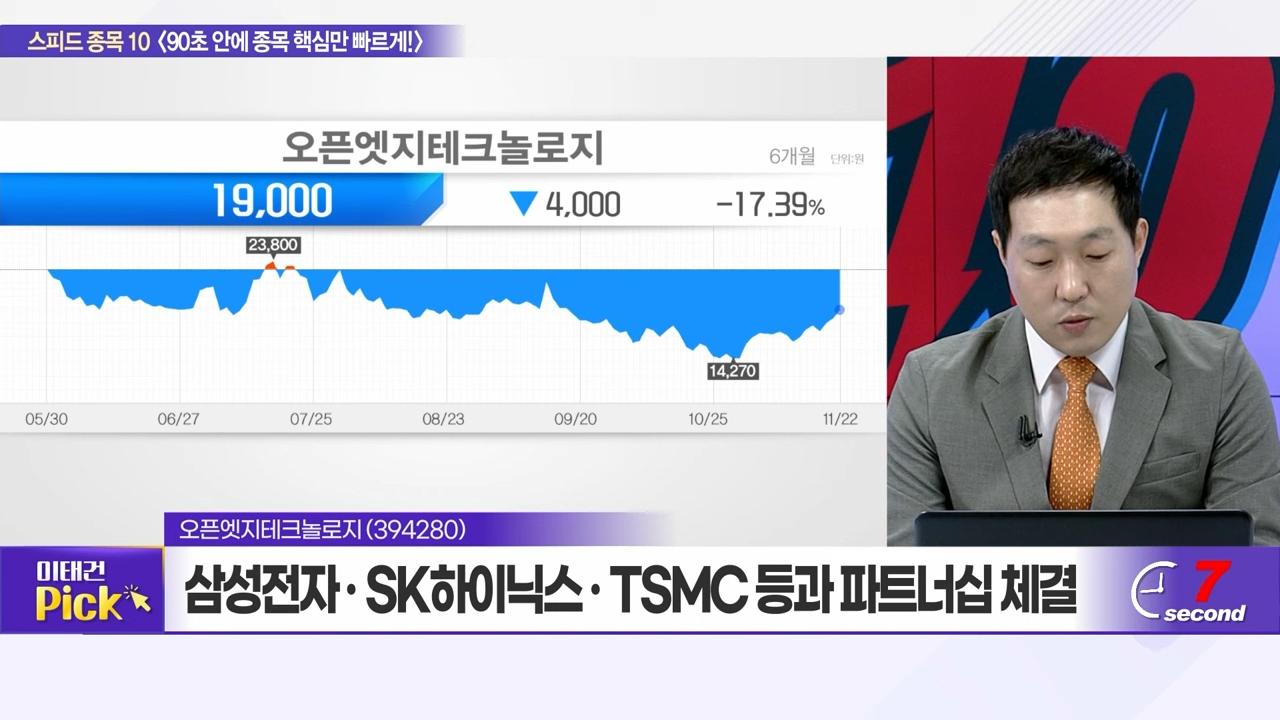 스피드 종목 10 <90초 안에 종목 핵심만 빠르게!>
오픈엣지테크놀로지
6개월 단위:원
19,000 ▼ 4,000 -17.39%
23,800
14,270
05/30 06/27 07/25 08/23 09/20 10/25 11/22
오픈엣지테크놀로지 (394280)
이태건
Pick
삼성전자· SK하이닉스· TSMC 등과 파트너십 체결
7
second
10